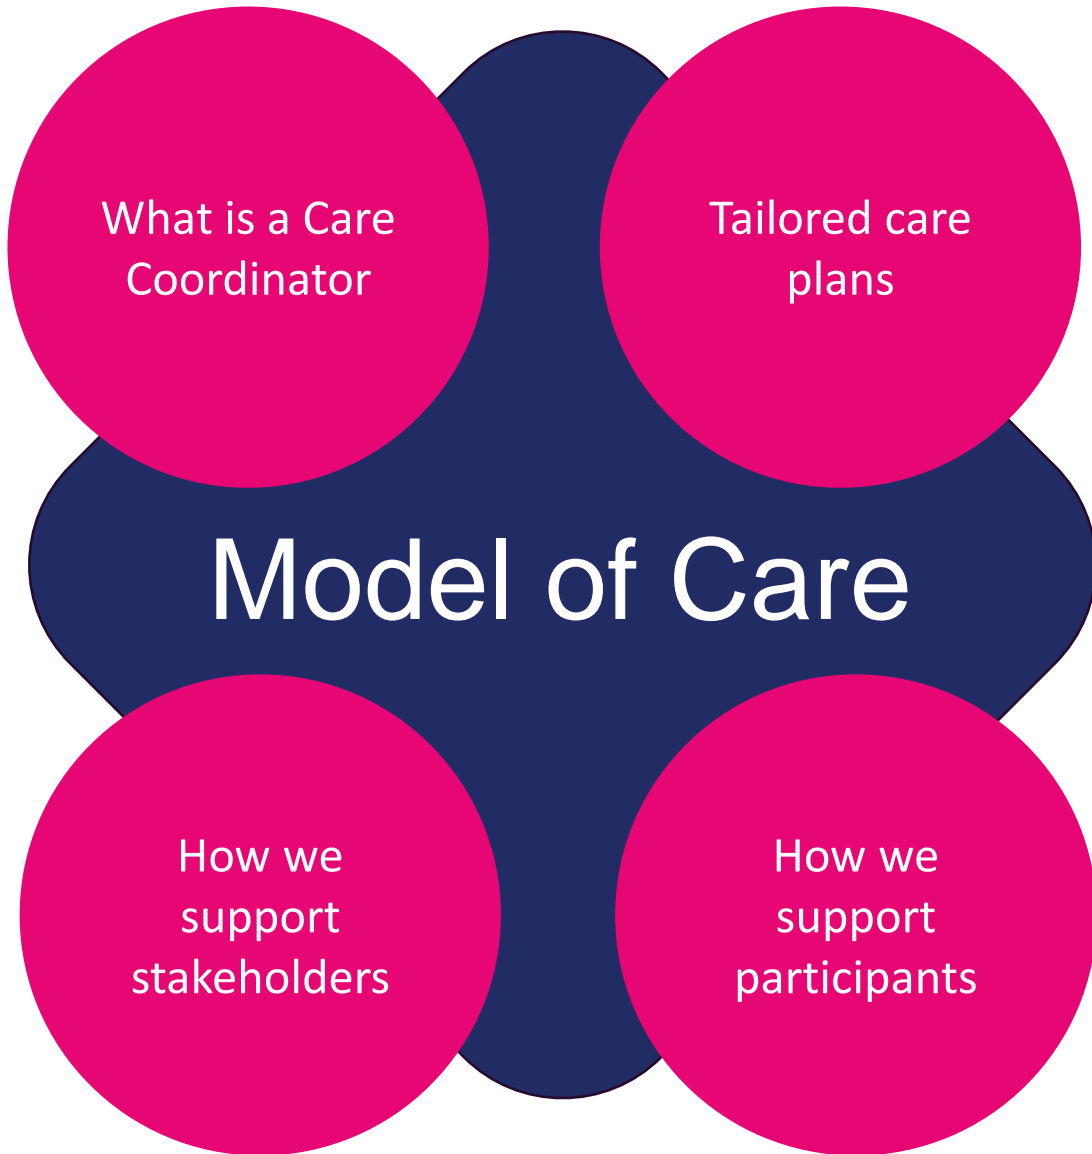 What is a Care
Coordinator
Tailored care
plans
Model of Care
How we
support
stakeholders
How we
support
participants